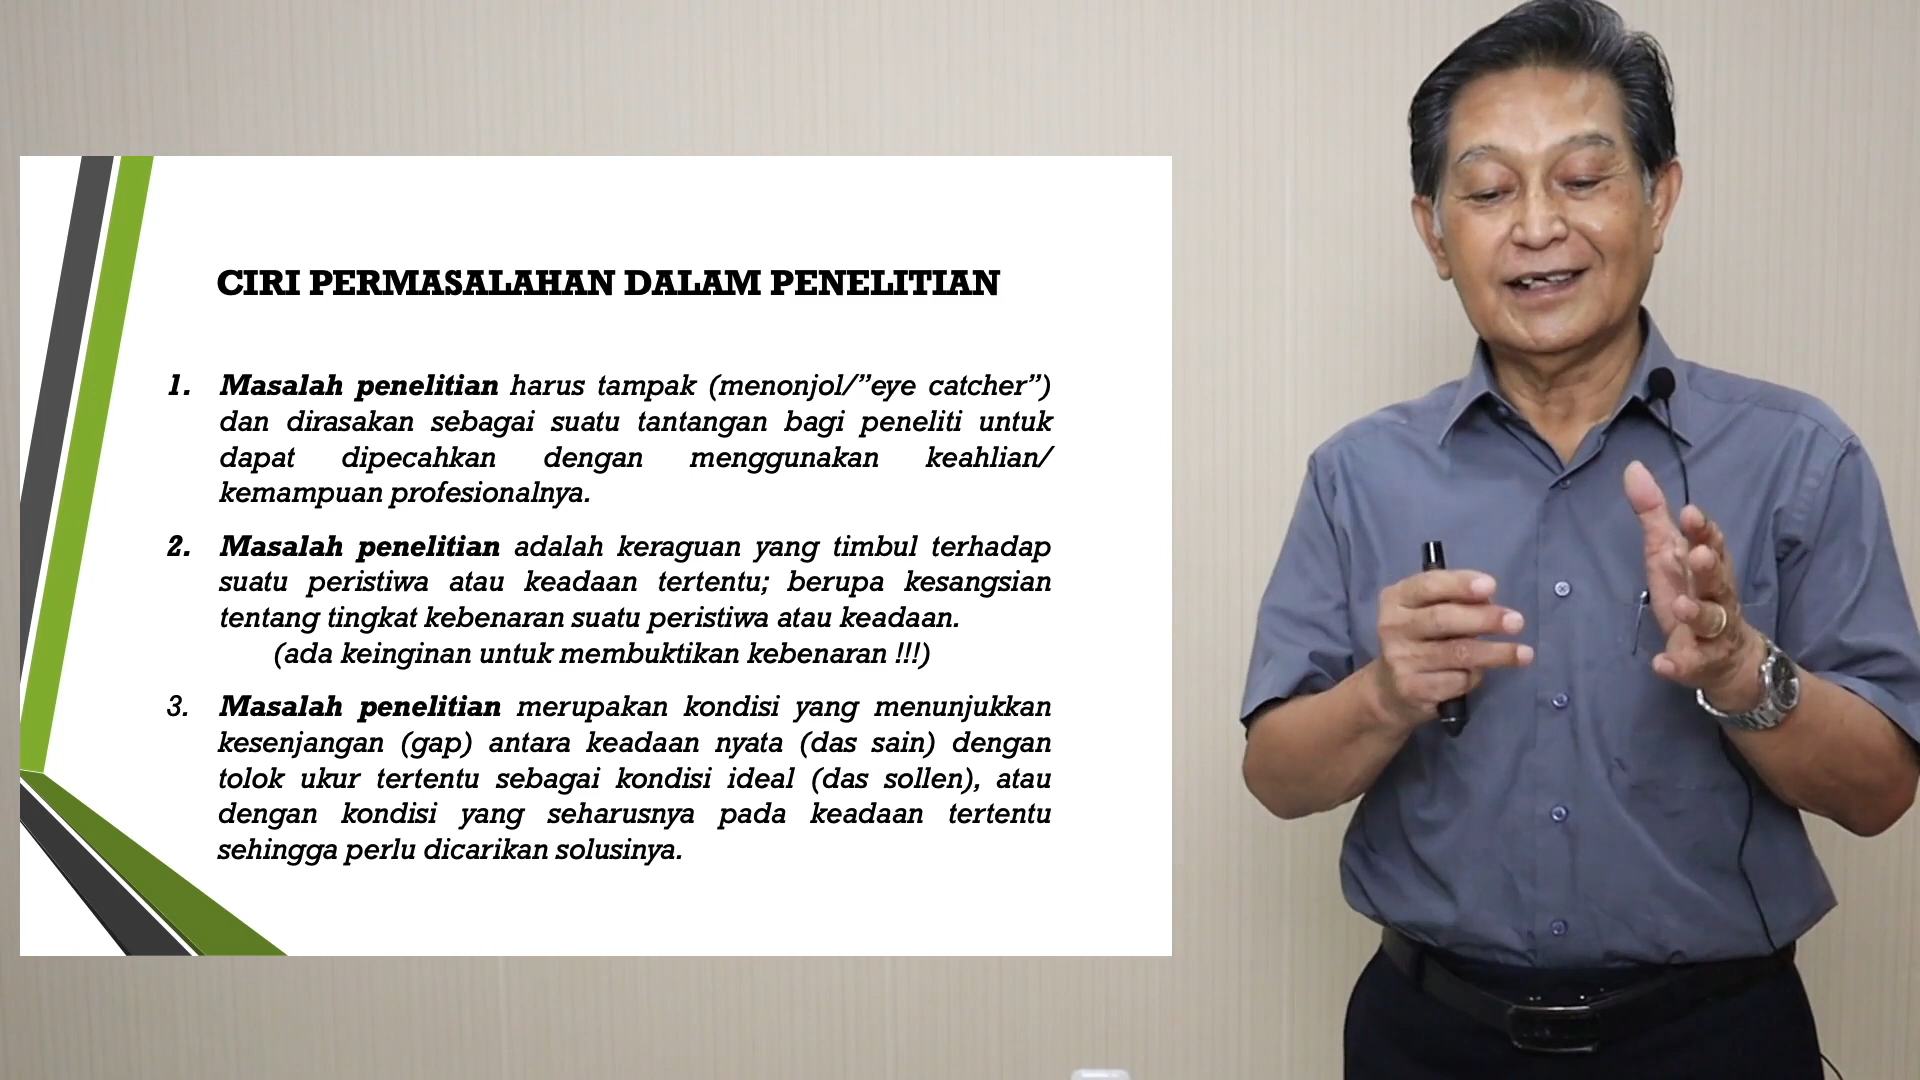 CIRI PERMASALAHAN DALAM PENELITIAN
1. Masalah penelitian harus tampak (menonjol/”eye catcher”)
dan dirasakan sebagai suatu tantangan bagi peneliti untuk
dapat dipecahkan dengan menggunakan keahlian/
kemampuan profesionalnya.
2. Masalah penelitian adalah keraguan yang timbul terhadap
suatu peristiwa atau keadaan tertentu; berupa kesangsian
tentang tingkat kebenaran suatu peristiwa atau keadaan.
(ada keinginan untuk membuktikan kebenaran !!!)
3. Masalah penelitian merupakan kondisi yang menunjukkan
kesenjangan (gap) antara keadaan nyata (das sain) dengan
tolok ukur tertentu sebagai kondisi ideal (das sollen), atau
dengan kondisi yang seharusnya pada keadaan tertentu
sehingga perlu dicarikan solusinya.